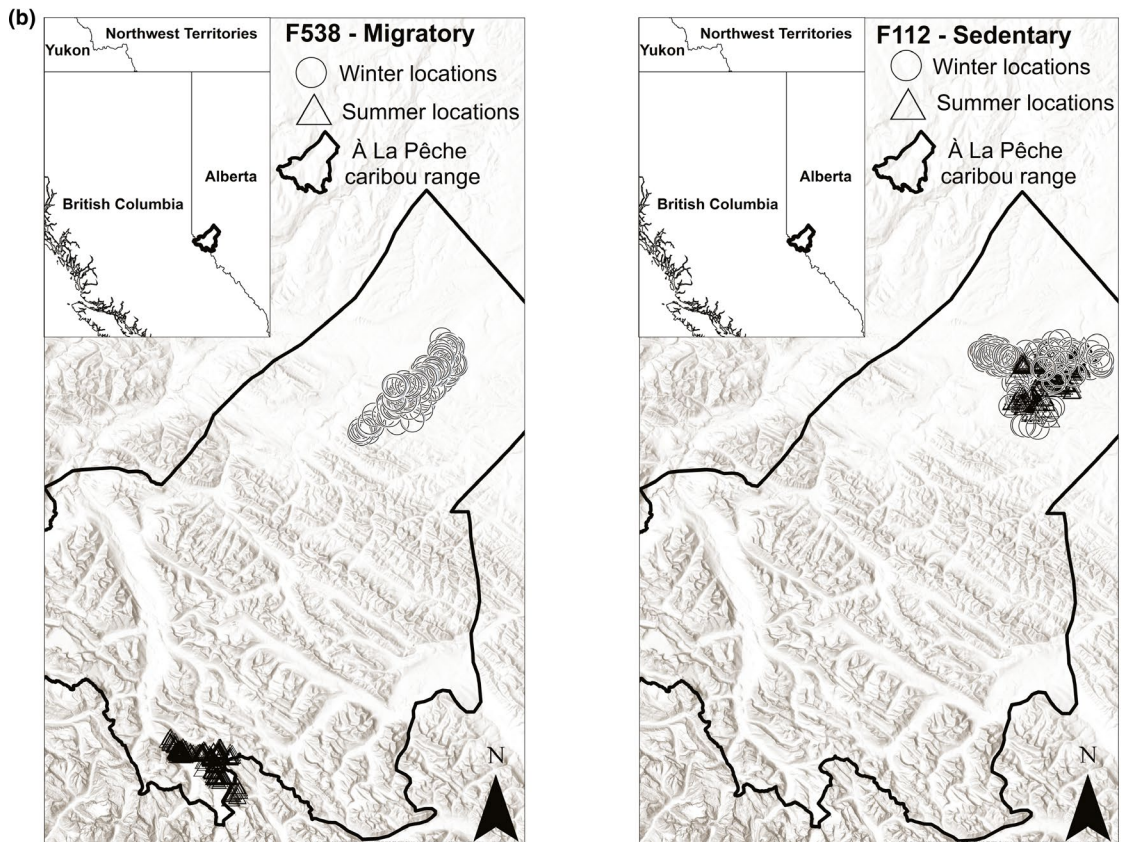 (b)
Northwest Territories
Yukon
F538 - Migratory
Winter locations
Summer locations
À La Pêche
caribou range
Alberta
British Columbia
N
Northwest Territories
Yukon
F112 - Sedentary
Winter locations
Summer locations
À La Pêche
caribou range
Alberta
British Columbia
N